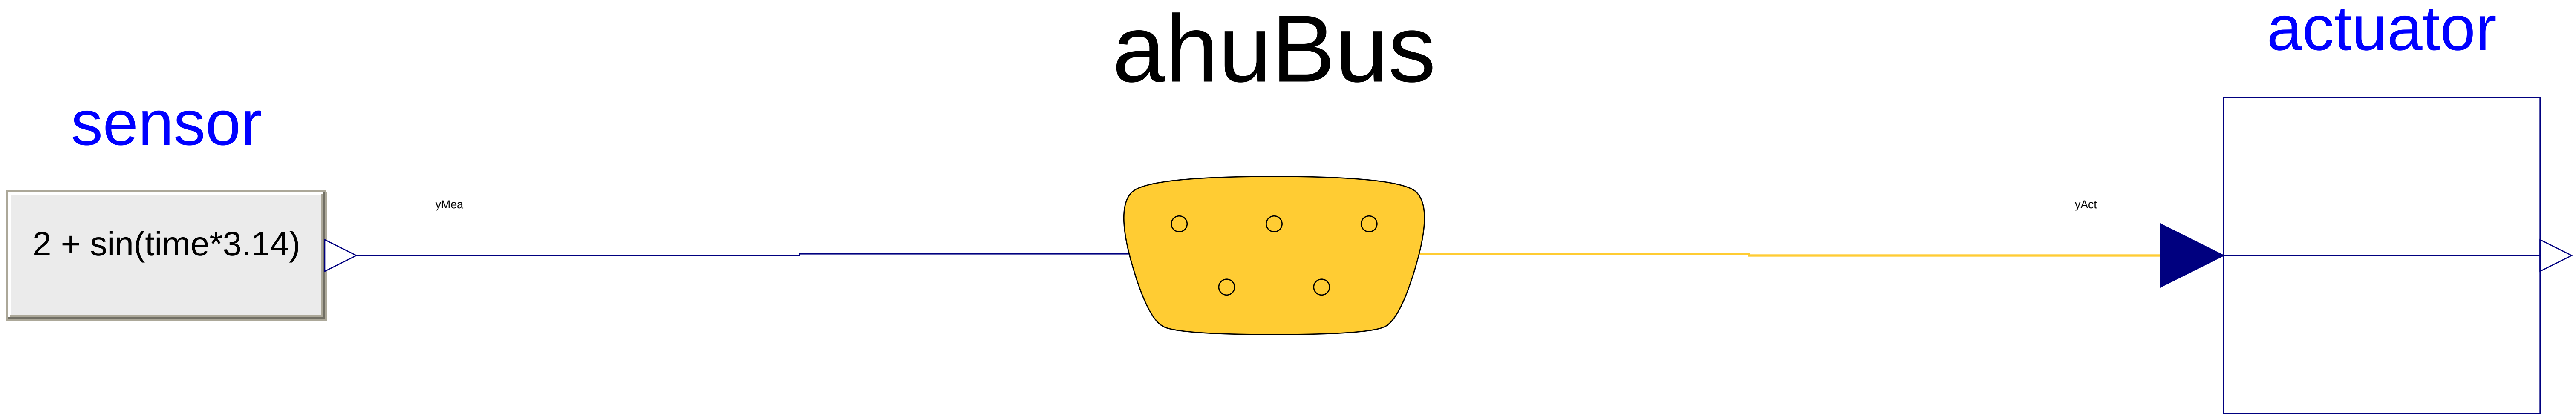 ahuBus
actuator
sensor
yMea
yAct
2 + sin(time*3.14)